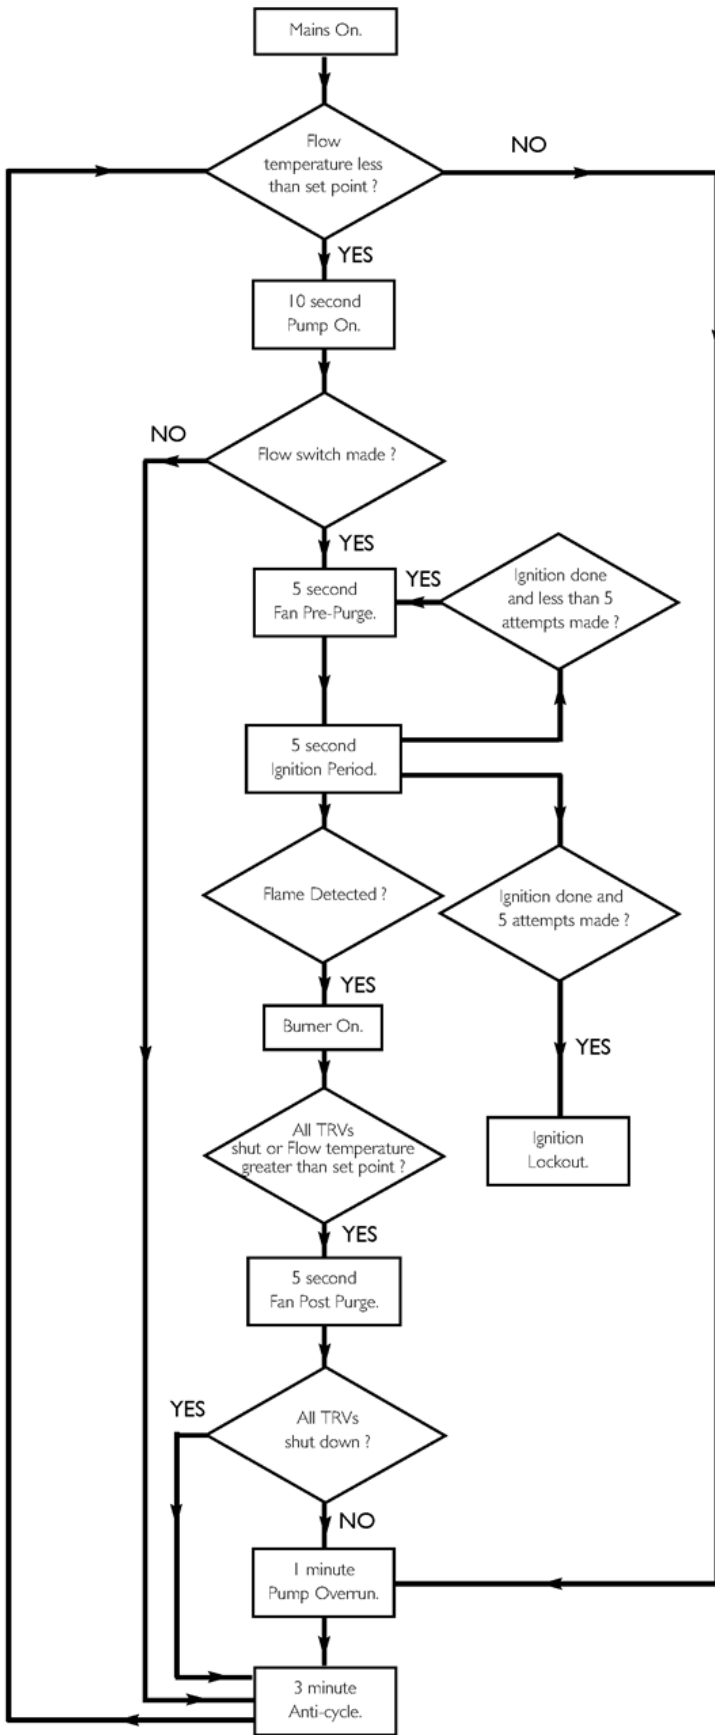 Mains On.
Flow
temperature less
than set point ?
NO
YES
10 second
Pump On.
NO
Flow switch made ?
YES
5 second
Fan Pre-Purge.
YES
Ignition done
and less than 5
attempts made ?
5 second
Ignition Period.
Flame Detected ?
Ignition done and
5 attempts made ?
YES
Burner On.
YES
All TRVs
shut or Flow temperature
greater than set point ?
Ignition
Lockout.
YES
5 second
Fan Post Purge.
YES
All TRVs
shut down ?
NO
1 minute
Pump Overrun.
3 minute
Anti-cycle.